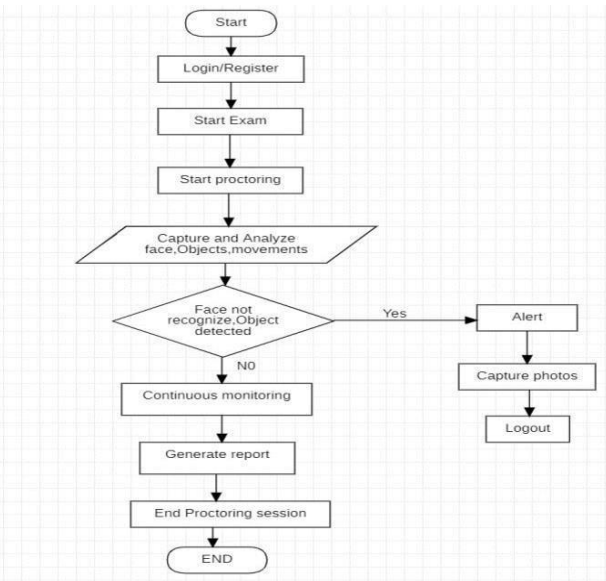 Start
Login/Register
Start Exam
Start proctoring
Capture and Analyze
face,Objects,movements
Face not
recognize,Object
detected
Yes
Alert
Capture photos
Logout
N0
Continuous monitoring
Generate report
End Proctoring session
END